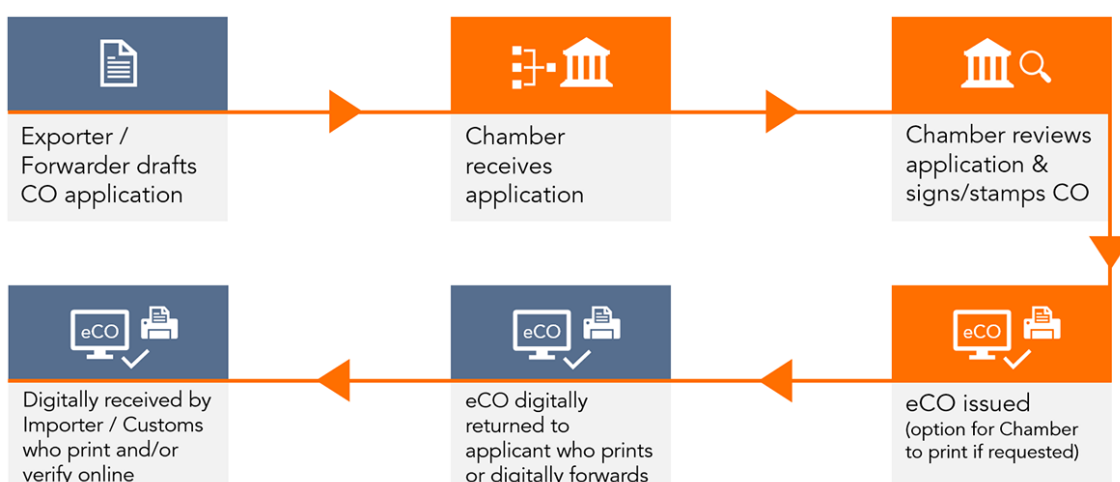 Exporter /
Forwarder drafts
CO application
Chamber
receives
application
Chamber reviews
application &
signs/stamps CO
eCO
eCO issued
(option for Chamber
to print if requested)
eCO
eCO digitally
returned to
applicant who prints
or digitally forwards
eCO
Digitally received by
Importer / Customs
who print and/or
verify online